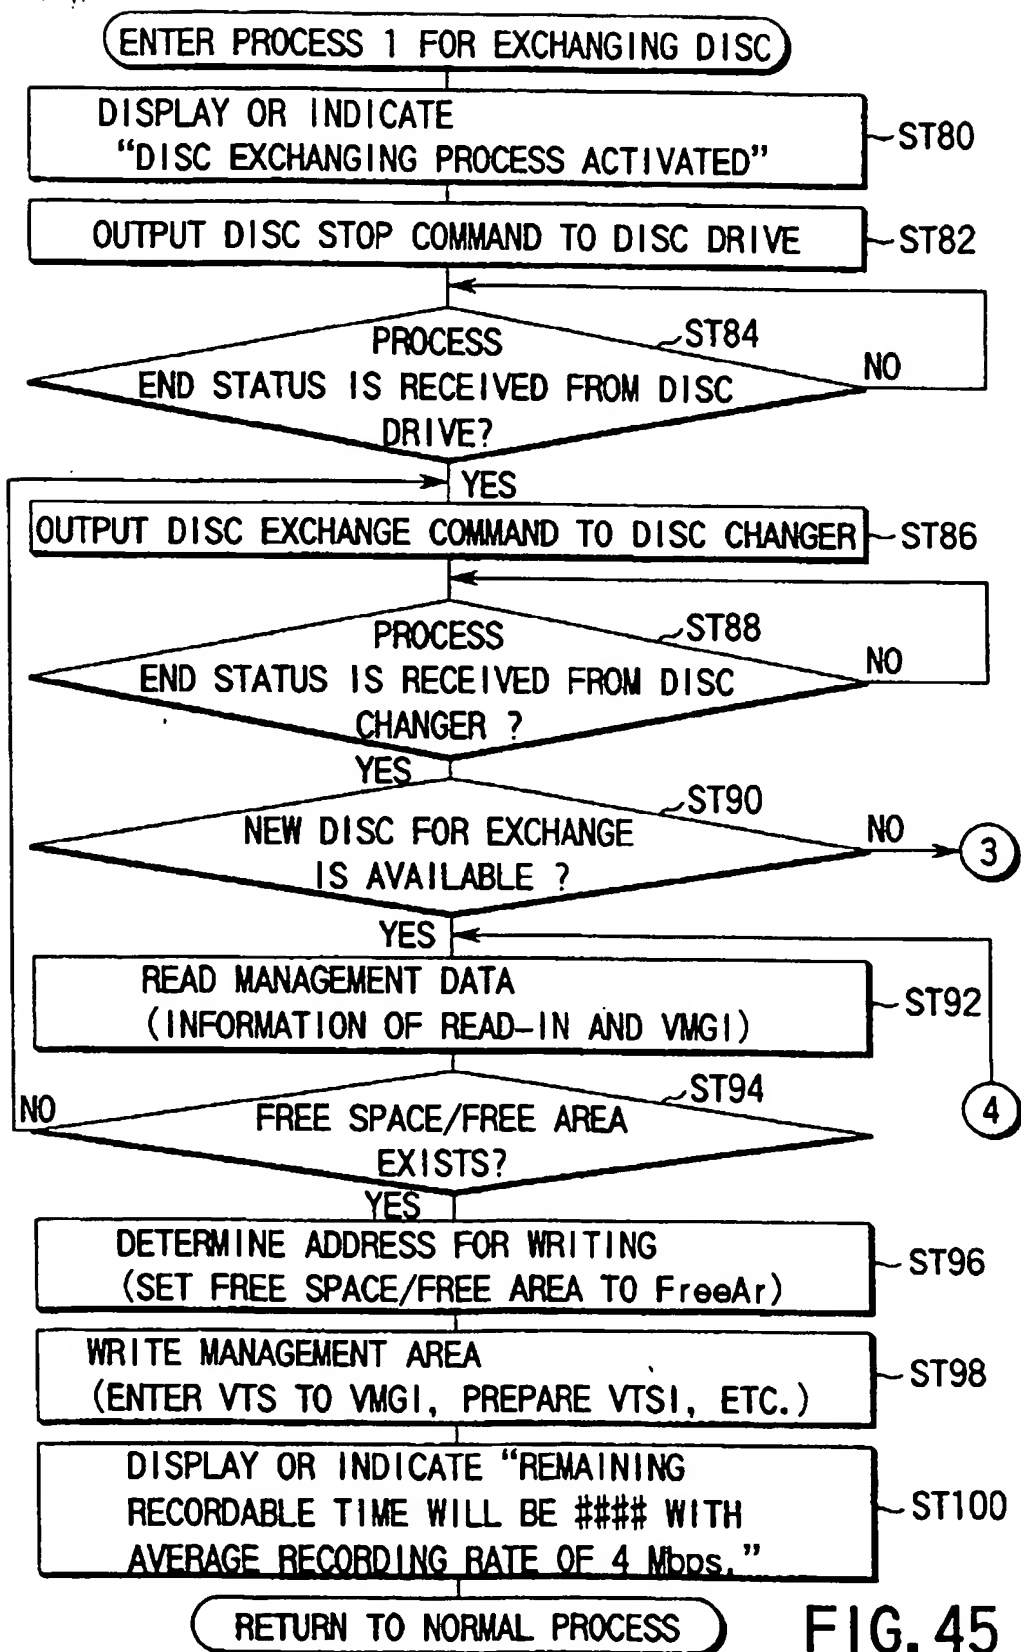 ENTER PROCESS 1 FOR EXCHANGING DISC
DISPLAY OR INDICATE
“DISC EXCHANGING PROCESS ACTIVATED”
ST80
OUTPUT DISC STOP COMMAND TO DISC DRIVE
ST82
ST84
PROCESS
END STATUS IS RECEIVED FROM DISC
DRIVE?
NO
YES
OUTPUT DISC EXCHANGE COMMAND TO DISC CHANGER
ST86
ST88
PROCESS
END STATUS IS RECEIVED FROM DISC
CHANGER ?
NO
YES
ST90
NEW DISC FOR EXCHANGE
IS AVAILABLE ?
NO
3
YES
READ MANAGEMENT DATA
(INFORMATION OF READ-IN AND VMGI)
ST92
ST94
FREE SPACE/FREE AREA
EXISTS?
NO
4
YES
DETERMINE ADDRESS FOR WRITING
(SET FREE SPACE/FREE AREA TO FreeAr)
ST96
WRITE MANAGEMENT AREA
(ENTER VTS TO VMGI, PREPARE VTSI, ETC.)
ST98
DISPLAY OR INDICATE “REMAINING
RECORDABLE TIME WILL BE #### WITH
AVERAGE RECORDING RATE OF 4 Mbps.”
ST100
RETURN TO NORMAL PROCESS
FIG. 45